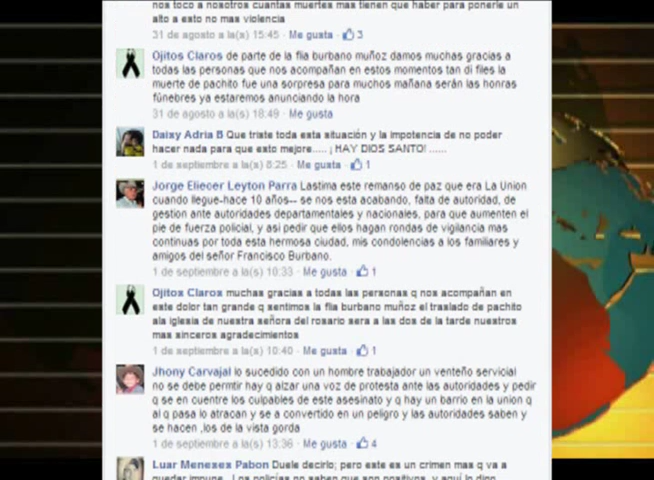 nos toco a nosotros cuantas muertes mas tienen que haber para ponerle un
alto a esto no mas violencia
31 de agosto a la(s) 15:45 · Me gusta · 3
Ojitos Claros de parte de la flia burbano muñoz damos muchas gracias a
todas las personas que nos acompañan en estos momentos tan di files la
muerte de pachito fue una sorpresa para muchos mañana serán las honras
fúnebres ya estaremos anunciando la hora
31 de agosto a la(s) 18:49 · Me gusta
Daixy Adria B Que triste toda esta situación y la impotencia de no poder
hacer nada para que esto mejore..... ¡ HAY DIOS SANTO! ......
1 de septiembre a la(s) 8:25 · Me gusta · 1
Jorge Eliecer Leyton Parra Lastima este remanso de paz que era La Union
cuando llegue-hace 10 años-- se nos esta acabando, falta de autoridad, de
gestion ante autoridades departamentales y nacionales, para que aumenten el
pie de fuerza policial, y asi pedir que ellos hagan rondas de vigilancia mas
continuas por toda esta hermosa ciudad, mis condolencias a los familiares y
amigos del señor Francisco Burbano.
1 de septiembre a la(s) 10:33 · Me gusta · 1
Ojitos Claros muchas gracias a todas las personas q nos acompañan en
este dolor tan grande q sentimos la flia burbano muñoz el traslado de pachito
ala iglesia de nuestra señora del rosario sera a las dos de la tarde nuestros
mas sinceros agradecimientos
1 de septiembre a la(s) 10:40 · Me gusta · 1
Jhony Carvajal lo sucedido con un hombre trabajador un venteño servicial
no se debe permtir hay q alzar una voz de protesta ante las autoridades y pedir
q se en cuentre los culpables de este asesinato y q hay un barrio en la union q
al q pasa lo atracan y se a convertido en un peligro y las autoridades saben y
se hacen ,los de la vista gorda
1 de septiembre a la(s) 13:36 · Me gusta · 4
Luar Meneses Pabon Duele decirlo; pero este es un crimen mas q va a
quedar impune Los policías no saben que son positivos y aquí lo digo